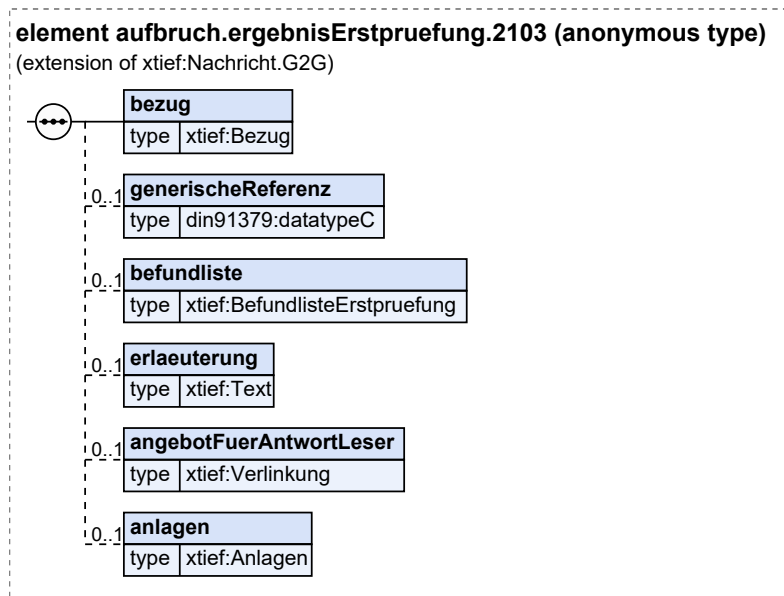 element aufbruch.ergebnisErstpruefung.2103 (anonymous type)
(extension of xtief:Nachricht.G2G)
bezug
type xtief:Bezug
0..1 generischeReferenz
type din91379:datatypeC
0..1 befundliste
type xtief:BefundlisteErstpruefung
0..1 erlaeuterung
type xtief:Text
0..1 angebotFuerAntwortLeser
type xtief:Verlinkung
0..1 anlagen
type xtief:Anlagen